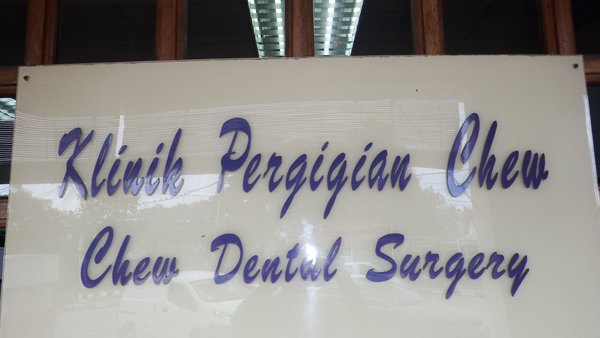 Klinik Pergigian Chew
Chew Dental Surgery